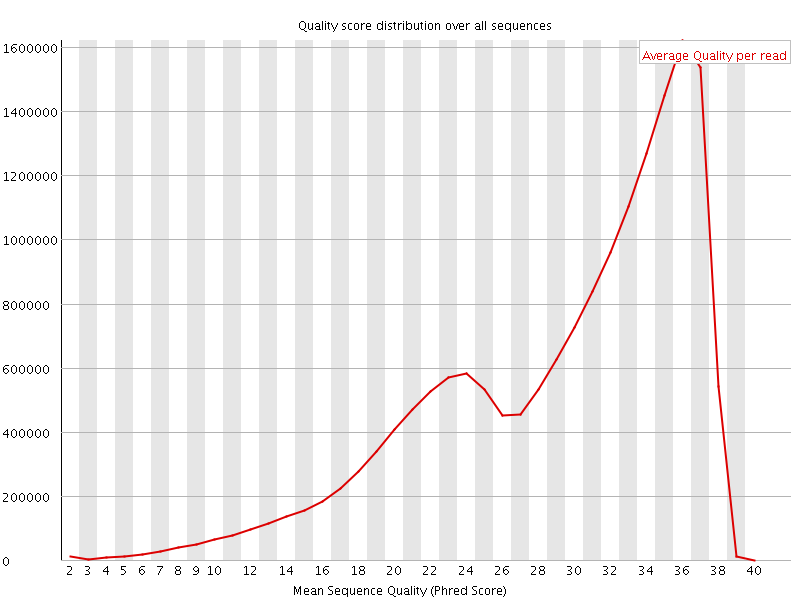 Quality score distribution over all sequences
Average Quality per read
1600000
1400000
1200000
1000000
800000
600000
400000
200000
0
2 3 4 5 6 7 8 9 10 12 14 16 18 20 22 24 26 28 30 32 34 36 38 40
Mean Sequence Quality (Phred Score)